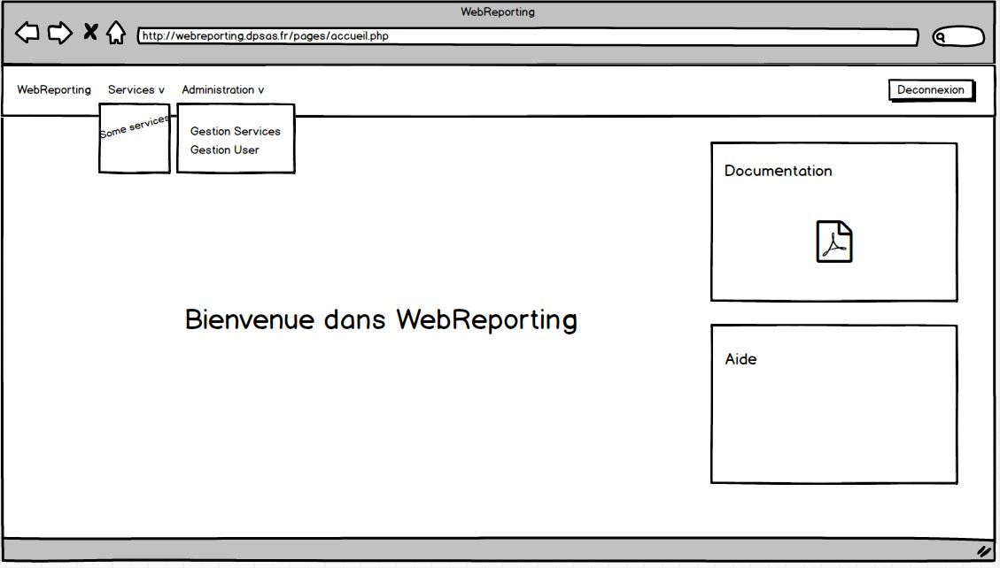 WebReporting
http://webreporting.dpsas.fr/pages/accueil.php
WebReporting Services v Administration v Deconnexion
Some services
Gestion Services
Gestion User
Documentation
Bienvenue dans WebReporting
Aide